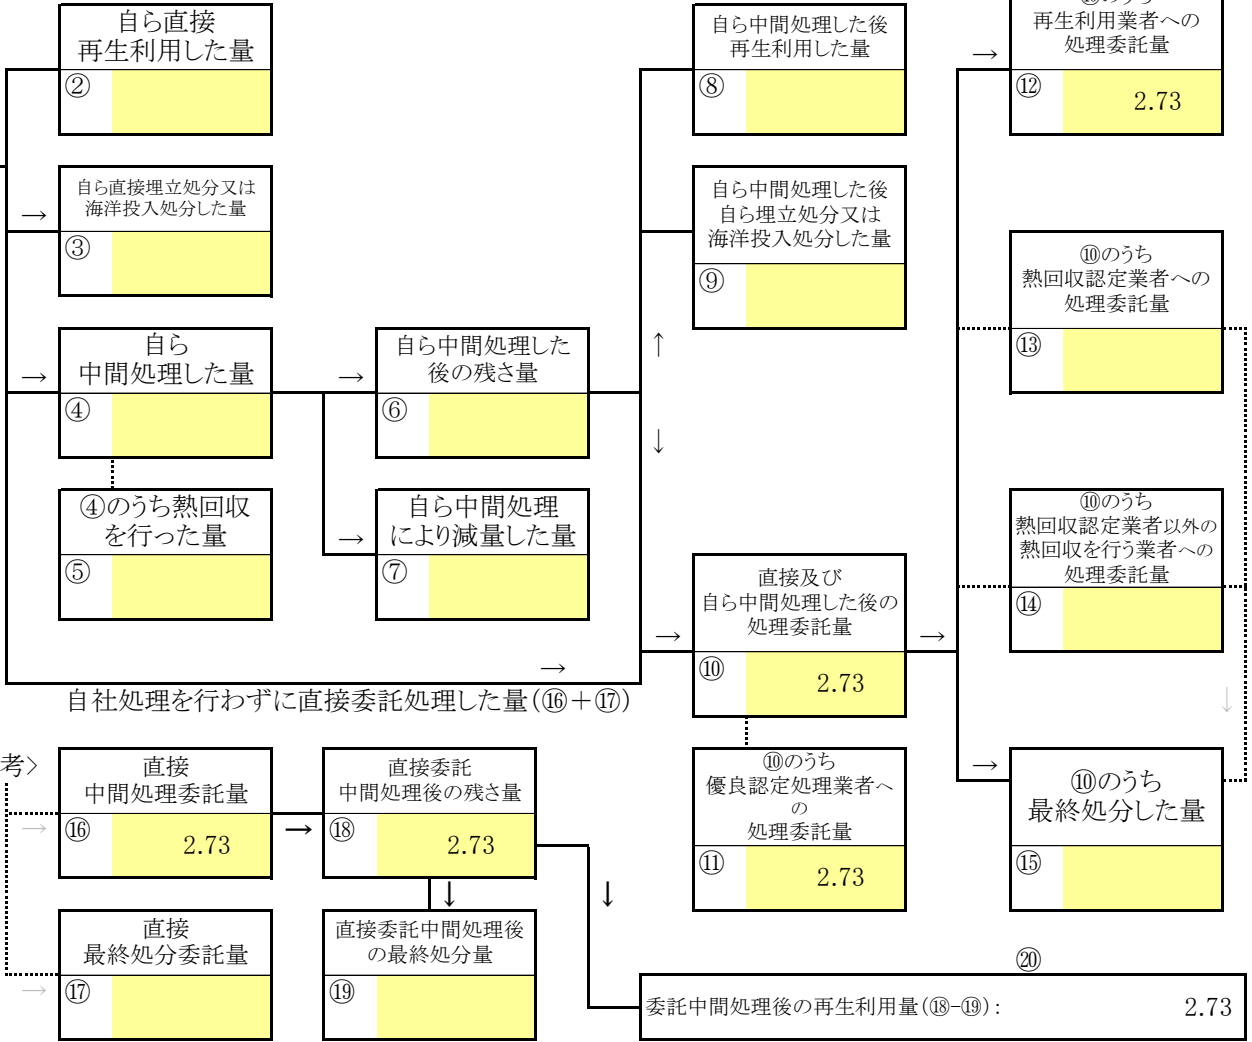 自ら直接
再生利用した量
②
→
自ら直接埋立処分又は
海洋投入処分した量
③
→
自ら
中間処理した量
④
④のうち熱回収
を行った量
⑤
→
自ら中間処理した
後の残さ量
⑥
→
自ら中間処理
により減量した量
⑦
自ら中間処理した後
再生利用した量
⑧
自ら中間処理した後
自ら埋立処分又は
海洋投入処分した量
⑨
↑
↓
→
自社処理を行わずに直接委託処理した量(⑯+⑰)
→
直接及び
自ら中間処理した後の
処理委託量
⑩
2.73
⑩のうち
優良認定処理業者へ
の
処理委託量
⑪
2.73
→
→
再生利用業者への
処理委託量
⑫
2.73
⑩のうち
熱回収認定業者への
処理委託量
⑬
⑩のうち
熱回収認定業者以外の
熱回収を行う業者への
処理委託量
⑭
↓
→
⑩のうち
最終処分した量
⑮
考>
→
直接
中間処理委託量
⑯
2.73
→
直接委託
中間処理後の残さ量
⑱
2.73
↓
↓
→
直接
最終処分委託量
⑰
直接委託中間処理後
の最終処分量
⑲
⑳
委託中間処理後の再生利用量(⑱-⑲):
2.73